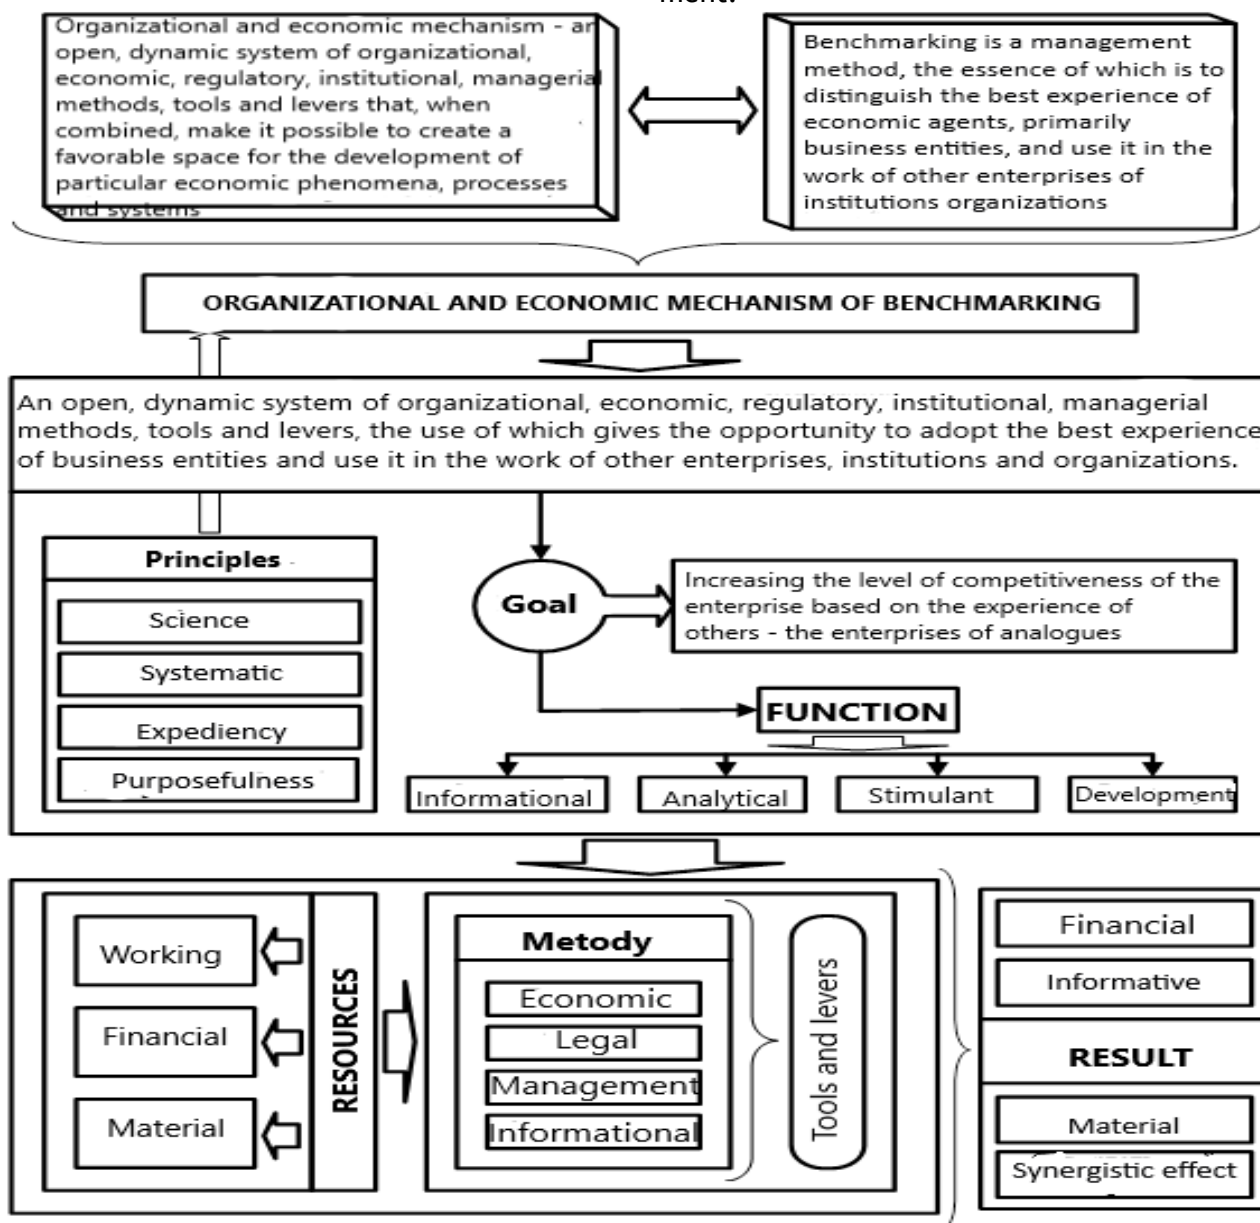 ment.
Organizational and economic mechanism - an
open, dynamic system of organizational,
economic, regulatory, institutional, managerial
methods, tools and levers that, when
combined, make it possible to create a
favorable space for the development of
particular economic phenomena, processes
and systems
Benchmarking is a management
method, the essence of which is to
distinguish the best experience of
economic agents, primarily
business entities, and use it in the
work of other enterprises of
institutions organizations
ORGANIZATIONAL AND ECONOMIC MECHANISM OF BENCHMARKING
An open, dynamic system of organizational, economic, regulatory, institutional, managerial
methods, tools and levers, the use of which gives the opportunity to adopt the best experience
of business entities and use it in the work of other enterprises, institutions and organizations.
Principles
Science
Systematic
Expediency
Purposefulness
Goal
Increasing the level of competitiveness of the
enterprise based on the experience of
others - the enterprises of analogues
FUNCTION
Informational
Analytical
Stimulant
Development
Working
Financial
Material
RESOURCES
Metody
Economic
Legal
Management
Informational
Tools and levers
Financial
Informative
RESULT
Material
Synergistic effect